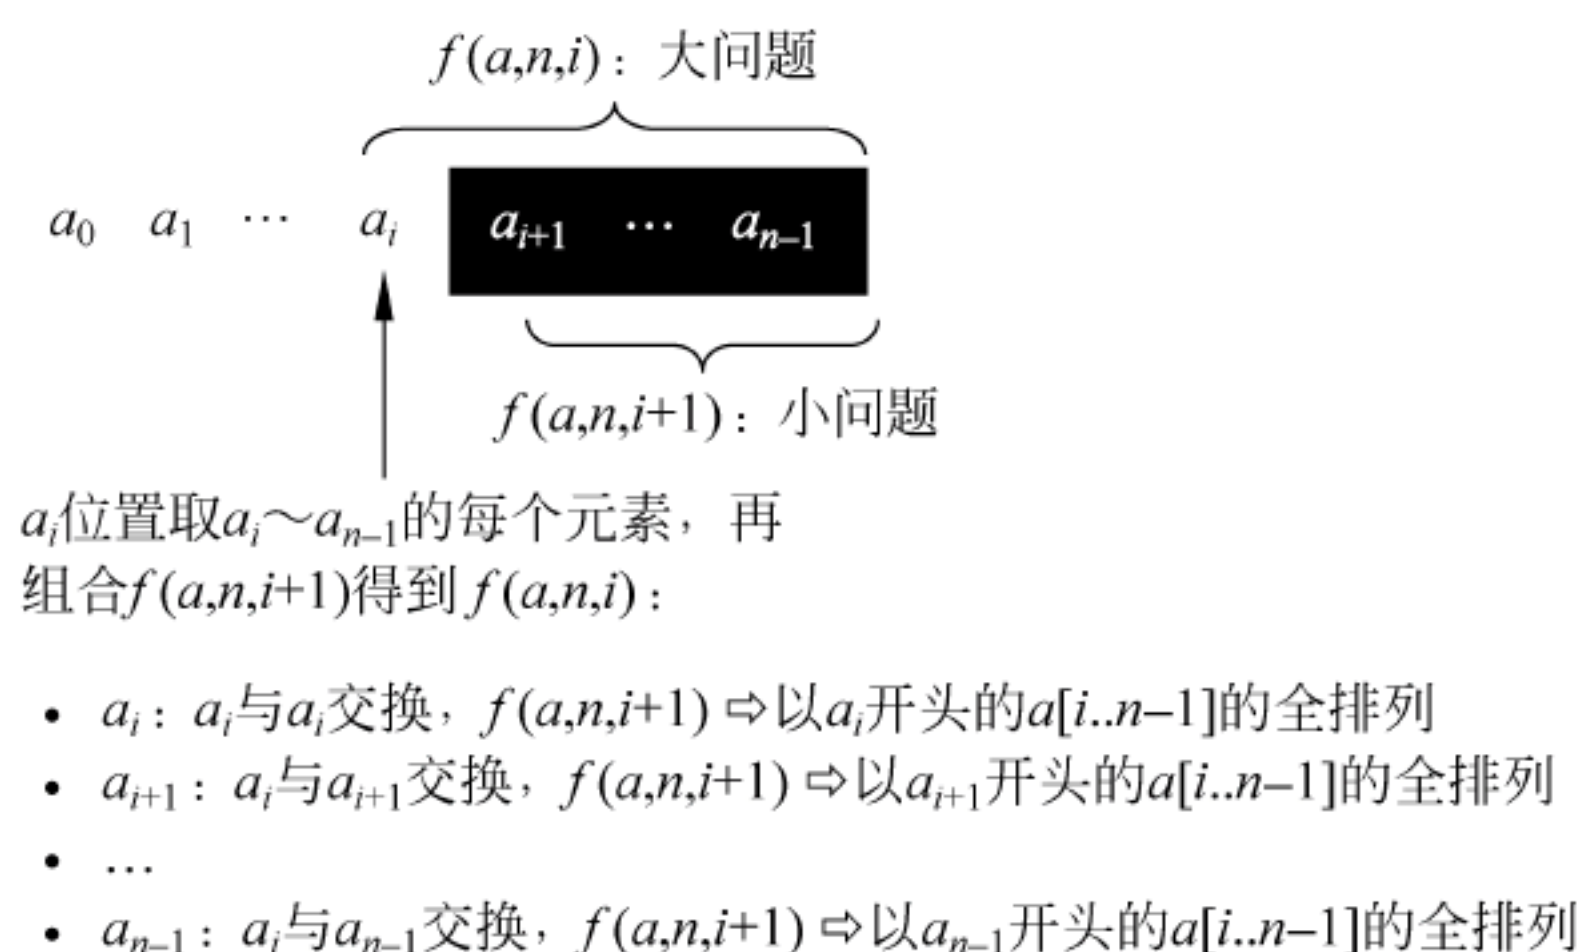 f(a,n,i)：大问题
a₀ a₁ ⋯ aᵢ aᵢ₊₁ ⋯ aₙ₋₁
f(a,n,i+1)：小问题
aᵢ位置取aᵢ～aₙ₋₁的每个元素，再
组合f(a,n,i+1)得到f(a,n,i)：
• aᵢ：aᵢ与aᵢ交换，f(a,n,i+1)⇨以aᵢ开头的a[i..n–1]的全排列
• aᵢ₊₁：aᵢ与aᵢ₊₁交换，f(a,n,i+1)⇨以aᵢ₊₁开头的a[i..n–1]的全排列
• …
• aₙ₋₁：aᵢ与aₙ₋₁交换，f(a,n,i+1)⇨以aₙ₋₁开头的a[i..n–1]的全排列